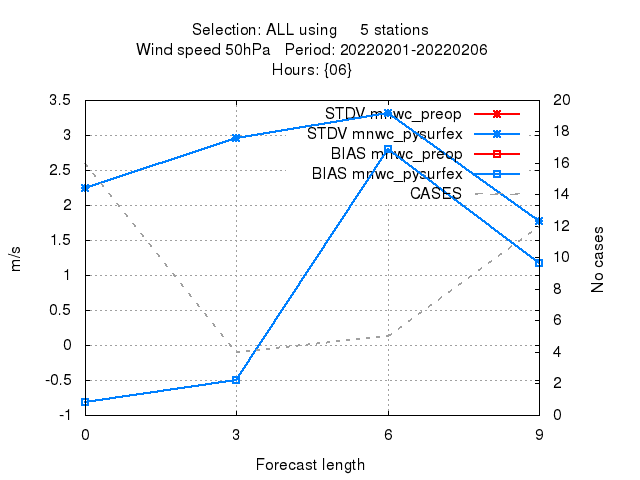 Selection: ALL using     5 stations
Wind speed 50hPa   Period: 20220201-20220206
Hours: {06}
3.5
3
2.5
2
1.5
1
0.5
0
-0.5
-1
m/s
STDV mnwc_preop
STDV mnwc_pysurfex
BIAS mnwc_preop
BIAS mnwc_pysurfex
CASES
20
18
16
14
12
10
8
6
4
2
0
No cases
0 3 6 9
Forecast length